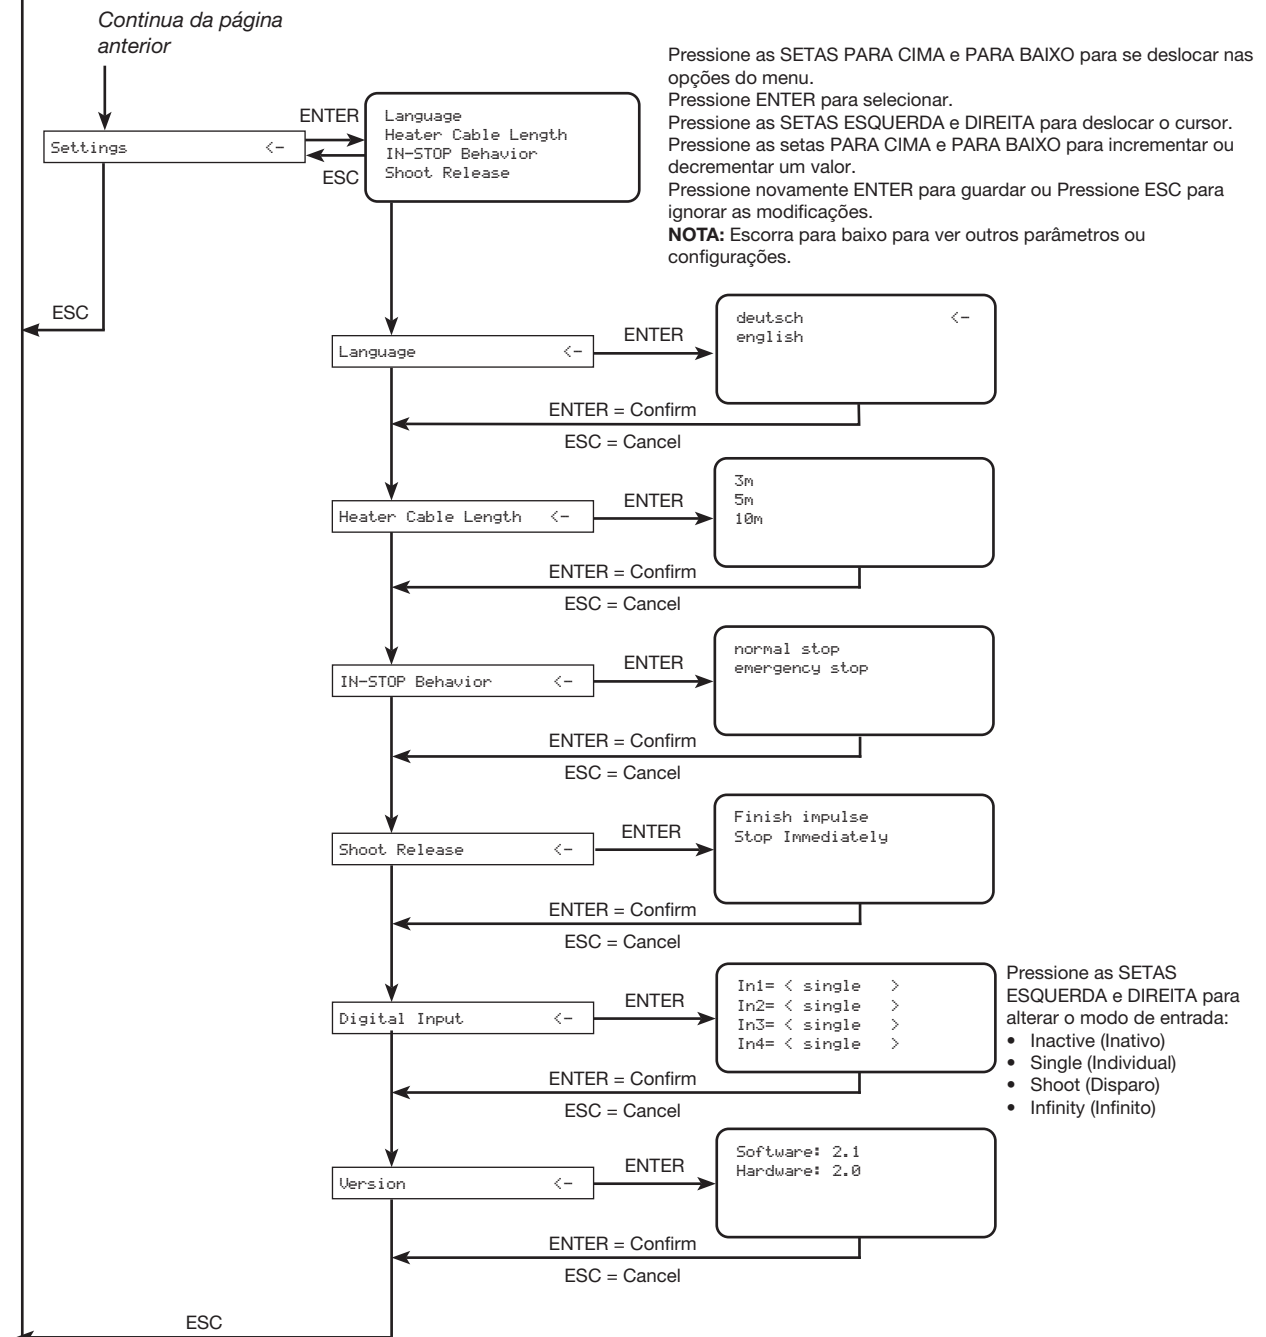 Continua da página
anterior
Pressione as SETAS PARA CIMA e PARA BAIXO para se deslocar nas
opções do menu.
Pressione ENTER para selecionar.
Pressione as SETAS ESQUERDA e DIREITA para deslocar o cursor.
Pressione as setas PARA CIMA e PARA BAIXO para incrementar ou
decrementar um valor.
Pressione novamente ENTER para guardar ou Pressione ESC para
ignorar as modificações.
NOTA: Escorra para baixo para ver outros parâmetros ou
configurações.
Settings <-
ENTER
ESC
Language
Heater Cable Length
IN-STOP Behavior
Shoot Release
ESC
Language <-
ENTER
deutsch <-
english
ENTER = Confirm
ESC = Cancel
Heater Cable Length <-
ENTER
3m
5m
10m
ENTER = Confirm
ESC = Cancel
IN-STOP Behavior <-
ENTER
normal stop
emergency stop
ENTER = Confirm
ESC = Cancel
Shoot Release <-
ENTER
Finish impulse
Stop Immediately
ENTER = Confirm
ESC = Cancel
Digital Input <-
ENTER
In1= < single >
In2= < single >
In3= < single >
In4= < single >
Pressione as SETAS
ESQUERDA e DIREITA para
alterar o modo de entrada:
• Inactive (Inativo)
• Single (Individual)
• Shoot (Disparo)
• Infinity (Infinito)
ENTER = Confirm
ESC = Cancel
Version <-
ENTER
Software: 2.1
Hardware: 2.0
ENTER = Confirm
ESC = Cancel
ESC